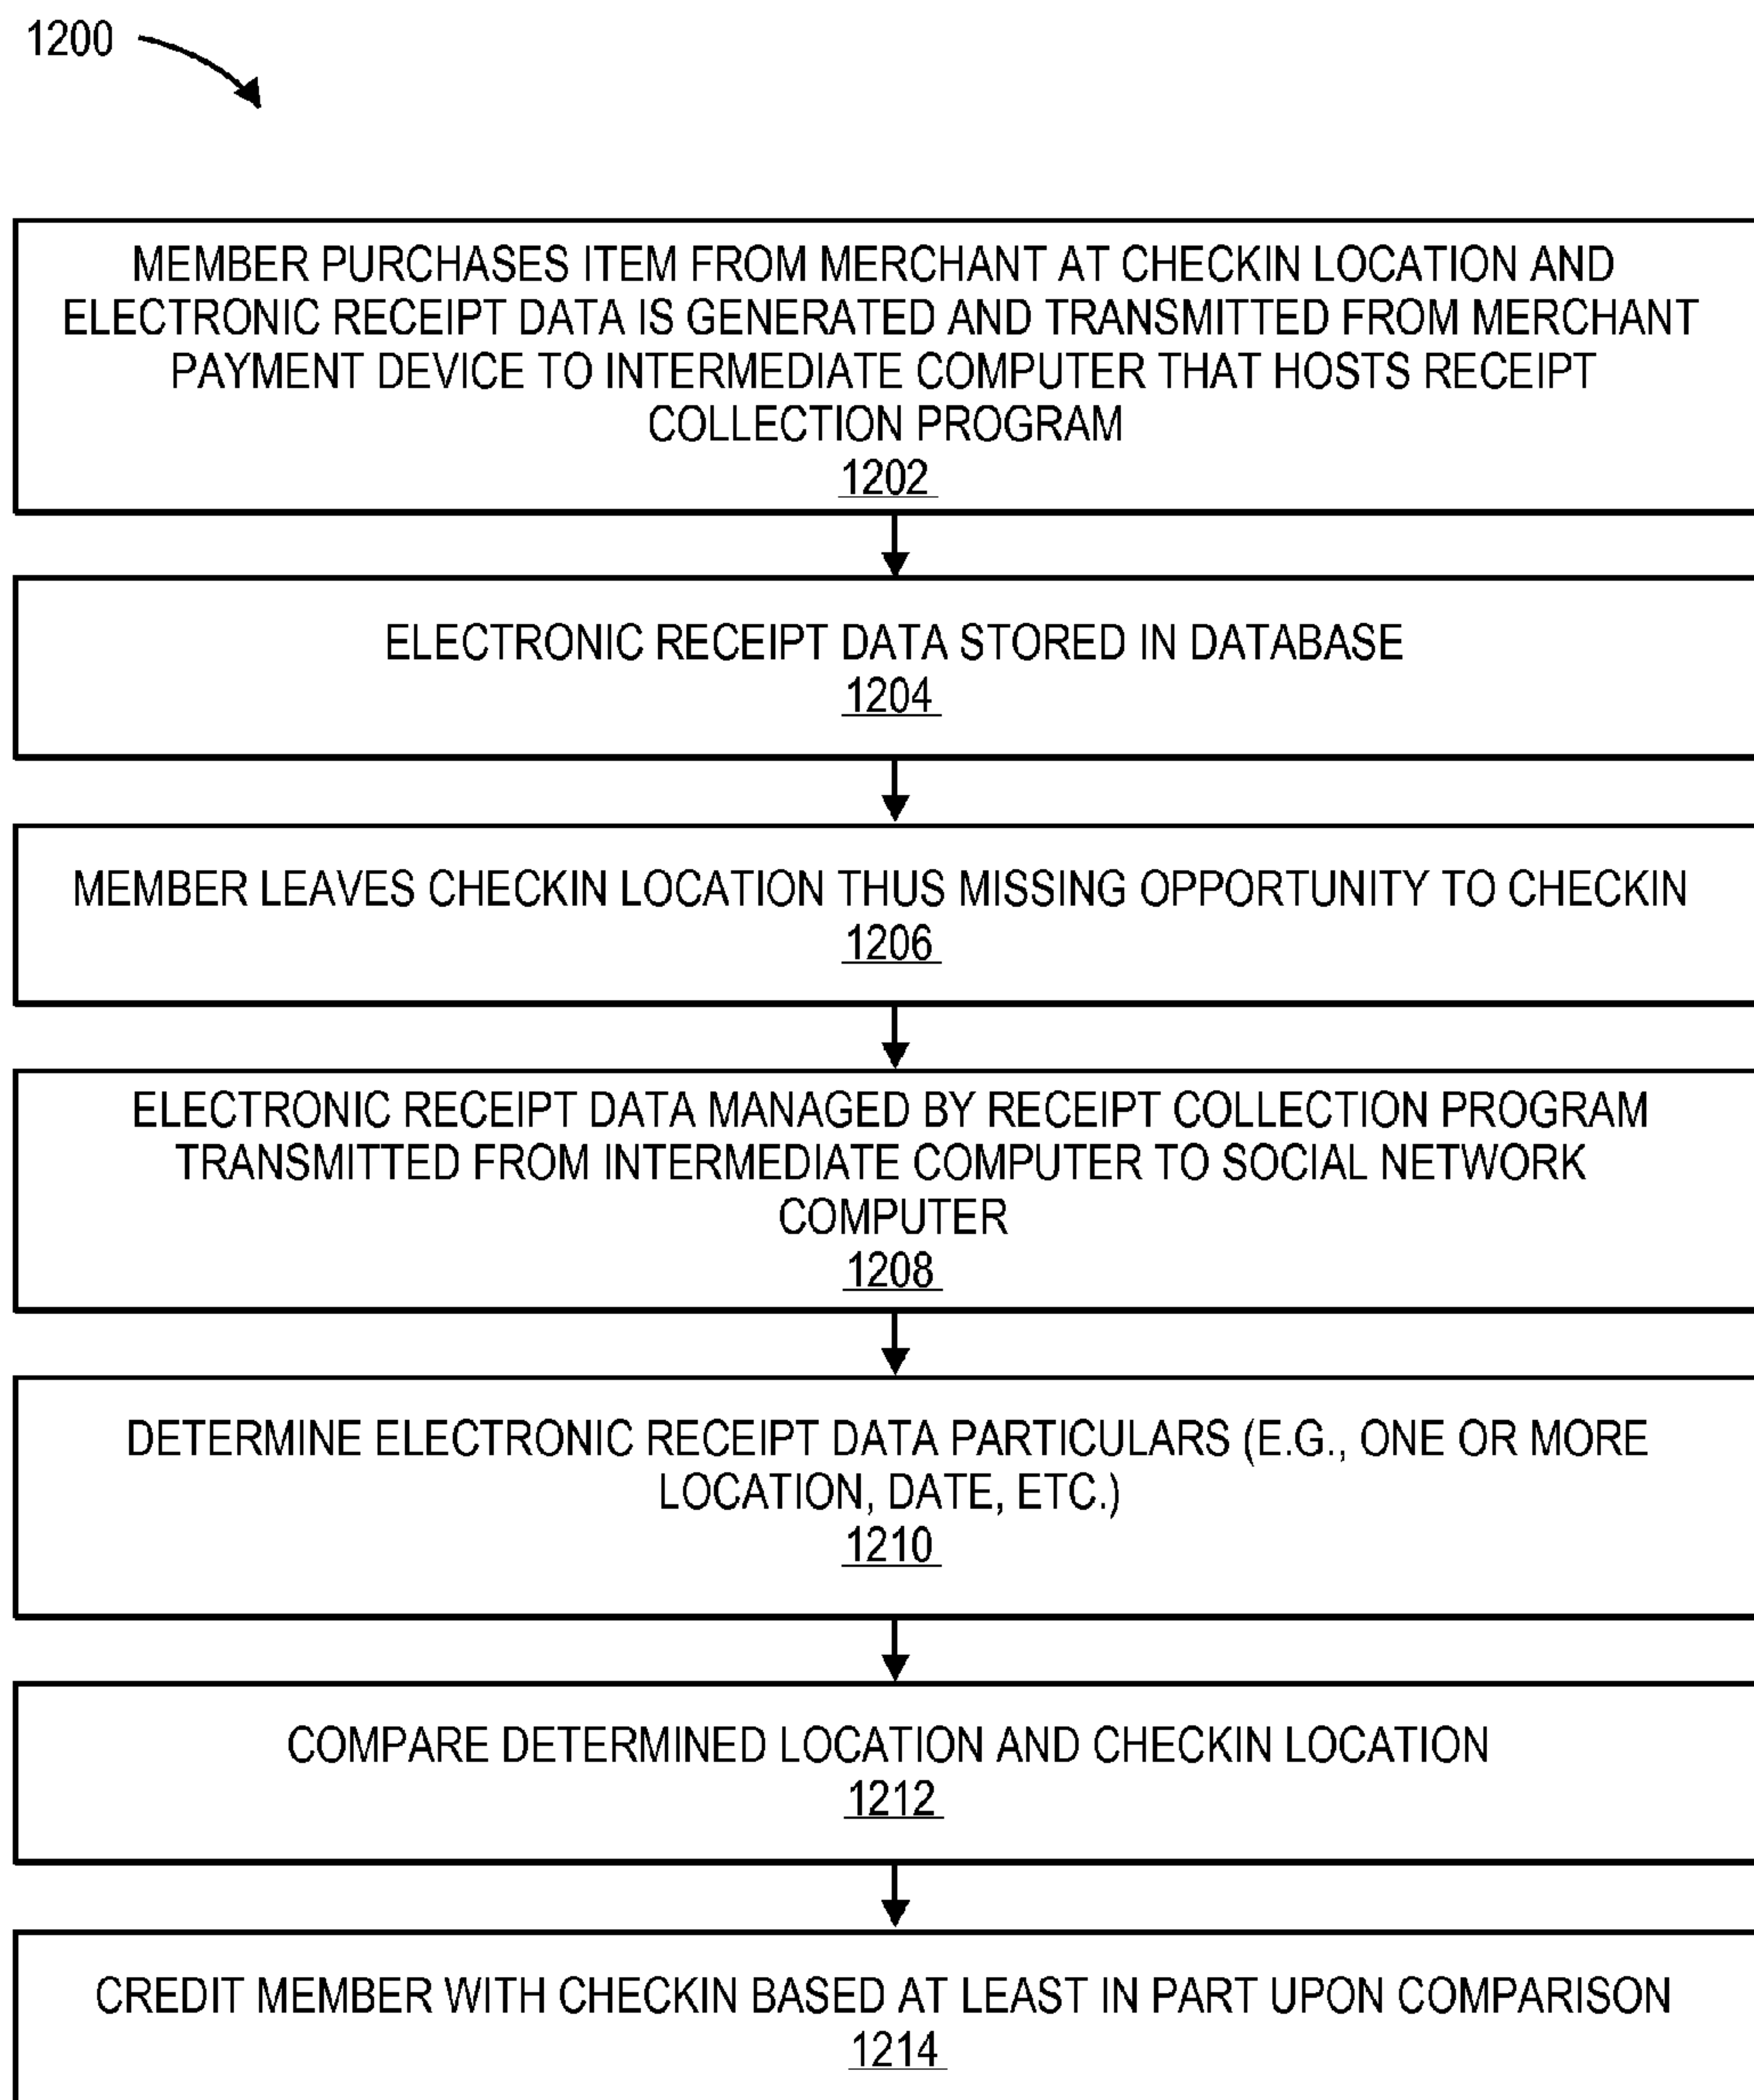 1200
MEMBER PURCHASES ITEM FROM MERCHANT AT CHECKIN LOCATION AND
ELECTRONIC RECEIPT DATA IS GENERATED AND TRANSMITTED FROM MERCHANT
PAYMENT DEVICE TO INTERMEDIATE COMPUTER THAT HOSTS RECEIPT
COLLECTION PROGRAM
1202
ELECTRONIC RECEIPT DATA STORED IN DATABASE
1204
MEMBER LEAVES CHECKIN LOCATION THUS MISSING OPPORTUNITY TO CHECKIN
1206
ELECTRONIC RECEIPT DATA MANAGED BY RECEIPT COLLECTION PROGRAM
TRANSMITTED FROM INTERMEDIATE COMPUTER TO SOCIAL NETWORK
COMPUTER
1208
DETERMINE ELECTRONIC RECEIPT DATA PARTICULARS (E.G., ONE OR MORE
LOCATION, DATE, ETC.)
1210
COMPARE DETERMINED LOCATION AND CHECKIN LOCATION
1212
CREDIT MEMBER WITH CHECKIN BASED AT LEAST IN PART UPON COMPARISON
1214